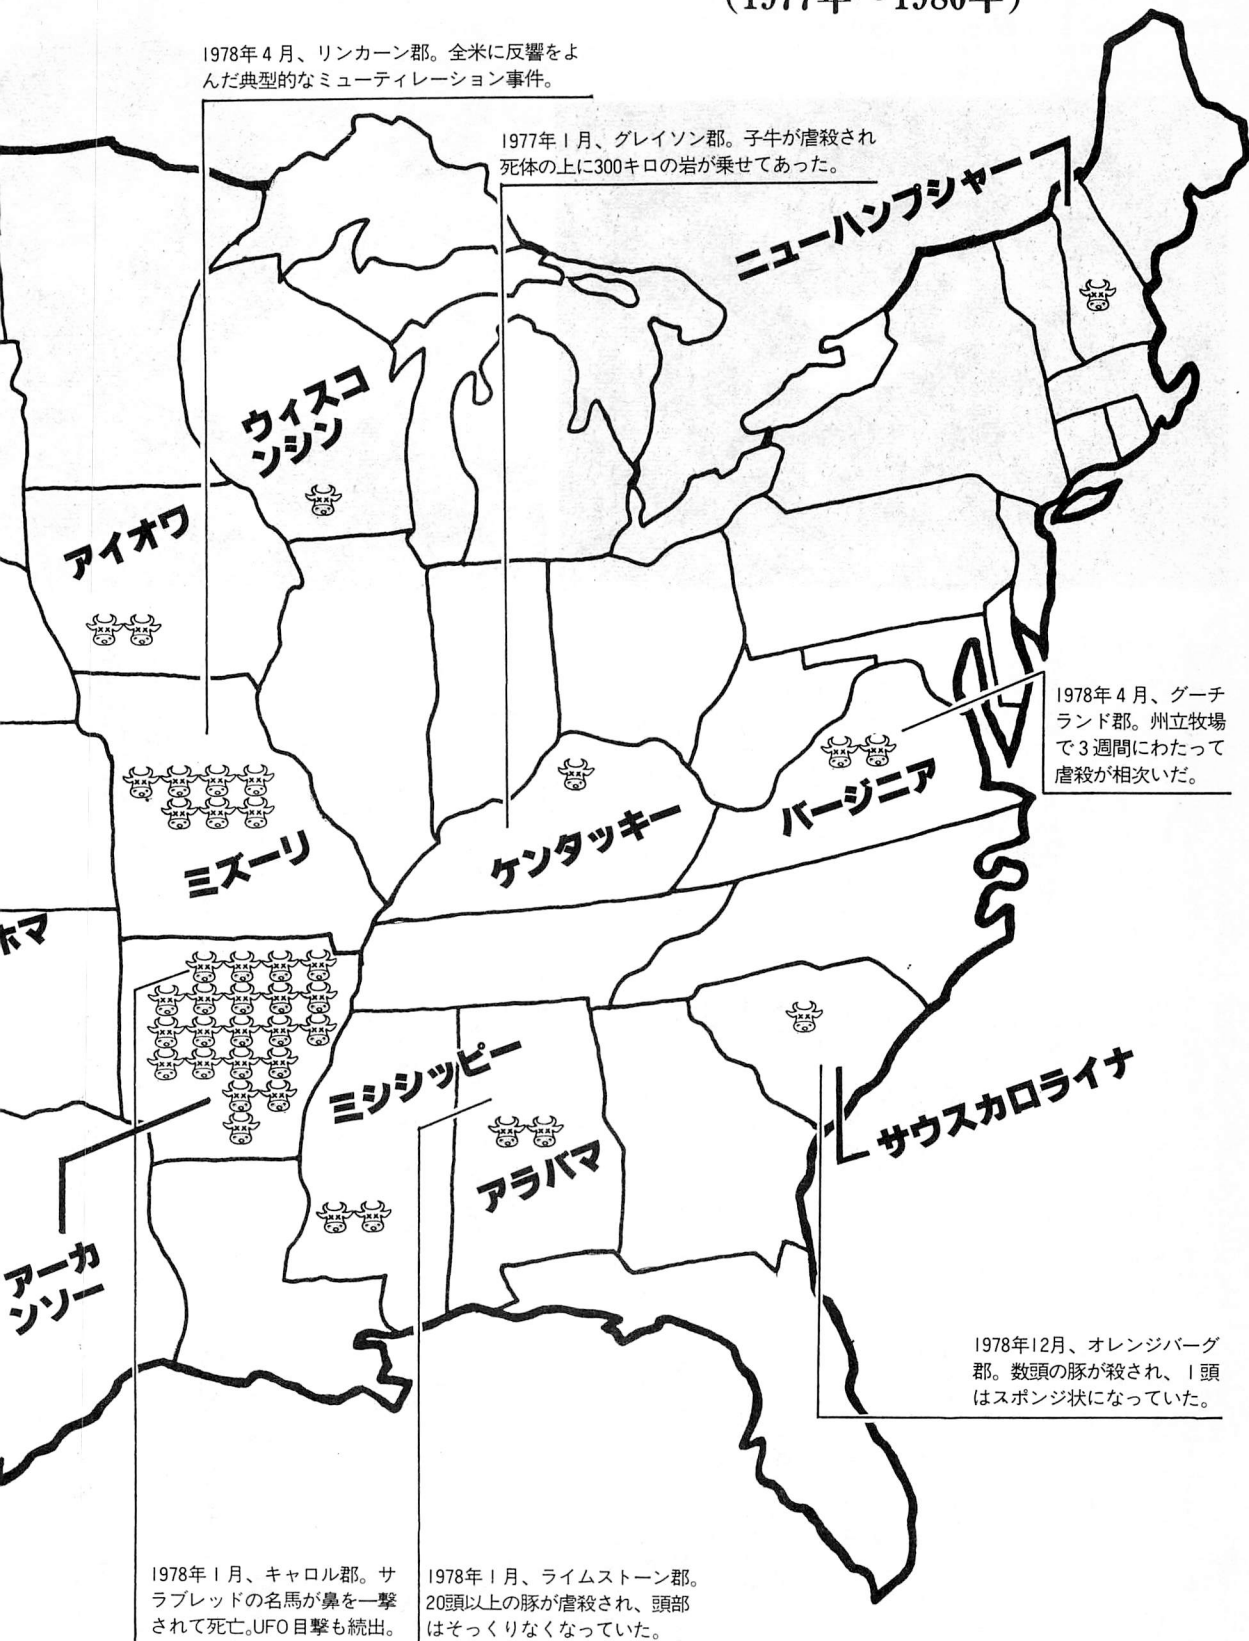 (1977年~1980年)
1978年4月、リンカーン郡。全米に反響をよ
んだ典型的なミューティレーション事件。
1977年1月、グレイソン郡。子牛が虐殺され
死体の上に300キロの岩が乗せてあった。
ニューハンプシャー
ウィスコ
ンシン
アイオワ
1978年4月、グーチ
ランド郡。州立牧場
で3週間にわたって
虐殺が相次いだ。
バージニア
ケンタッキー
ミズーリ
ホマ
ミシシッピー
サウスカロライナ
アラバマ
アーカ
ンソー
1978年12月、オレンジバーグ
郡。数頭の豚が殺され、1頭
はスポンジ状になっていた。
1978年1月、キャロル郡。サ
ラブレッドの名馬が鼻を一撃
されて死亡。UFO目撃も続出。
1978年1月、ライムストーン郡。
20頭以上の豚が虐殺され、頭部
はそっくりなくなっていた。